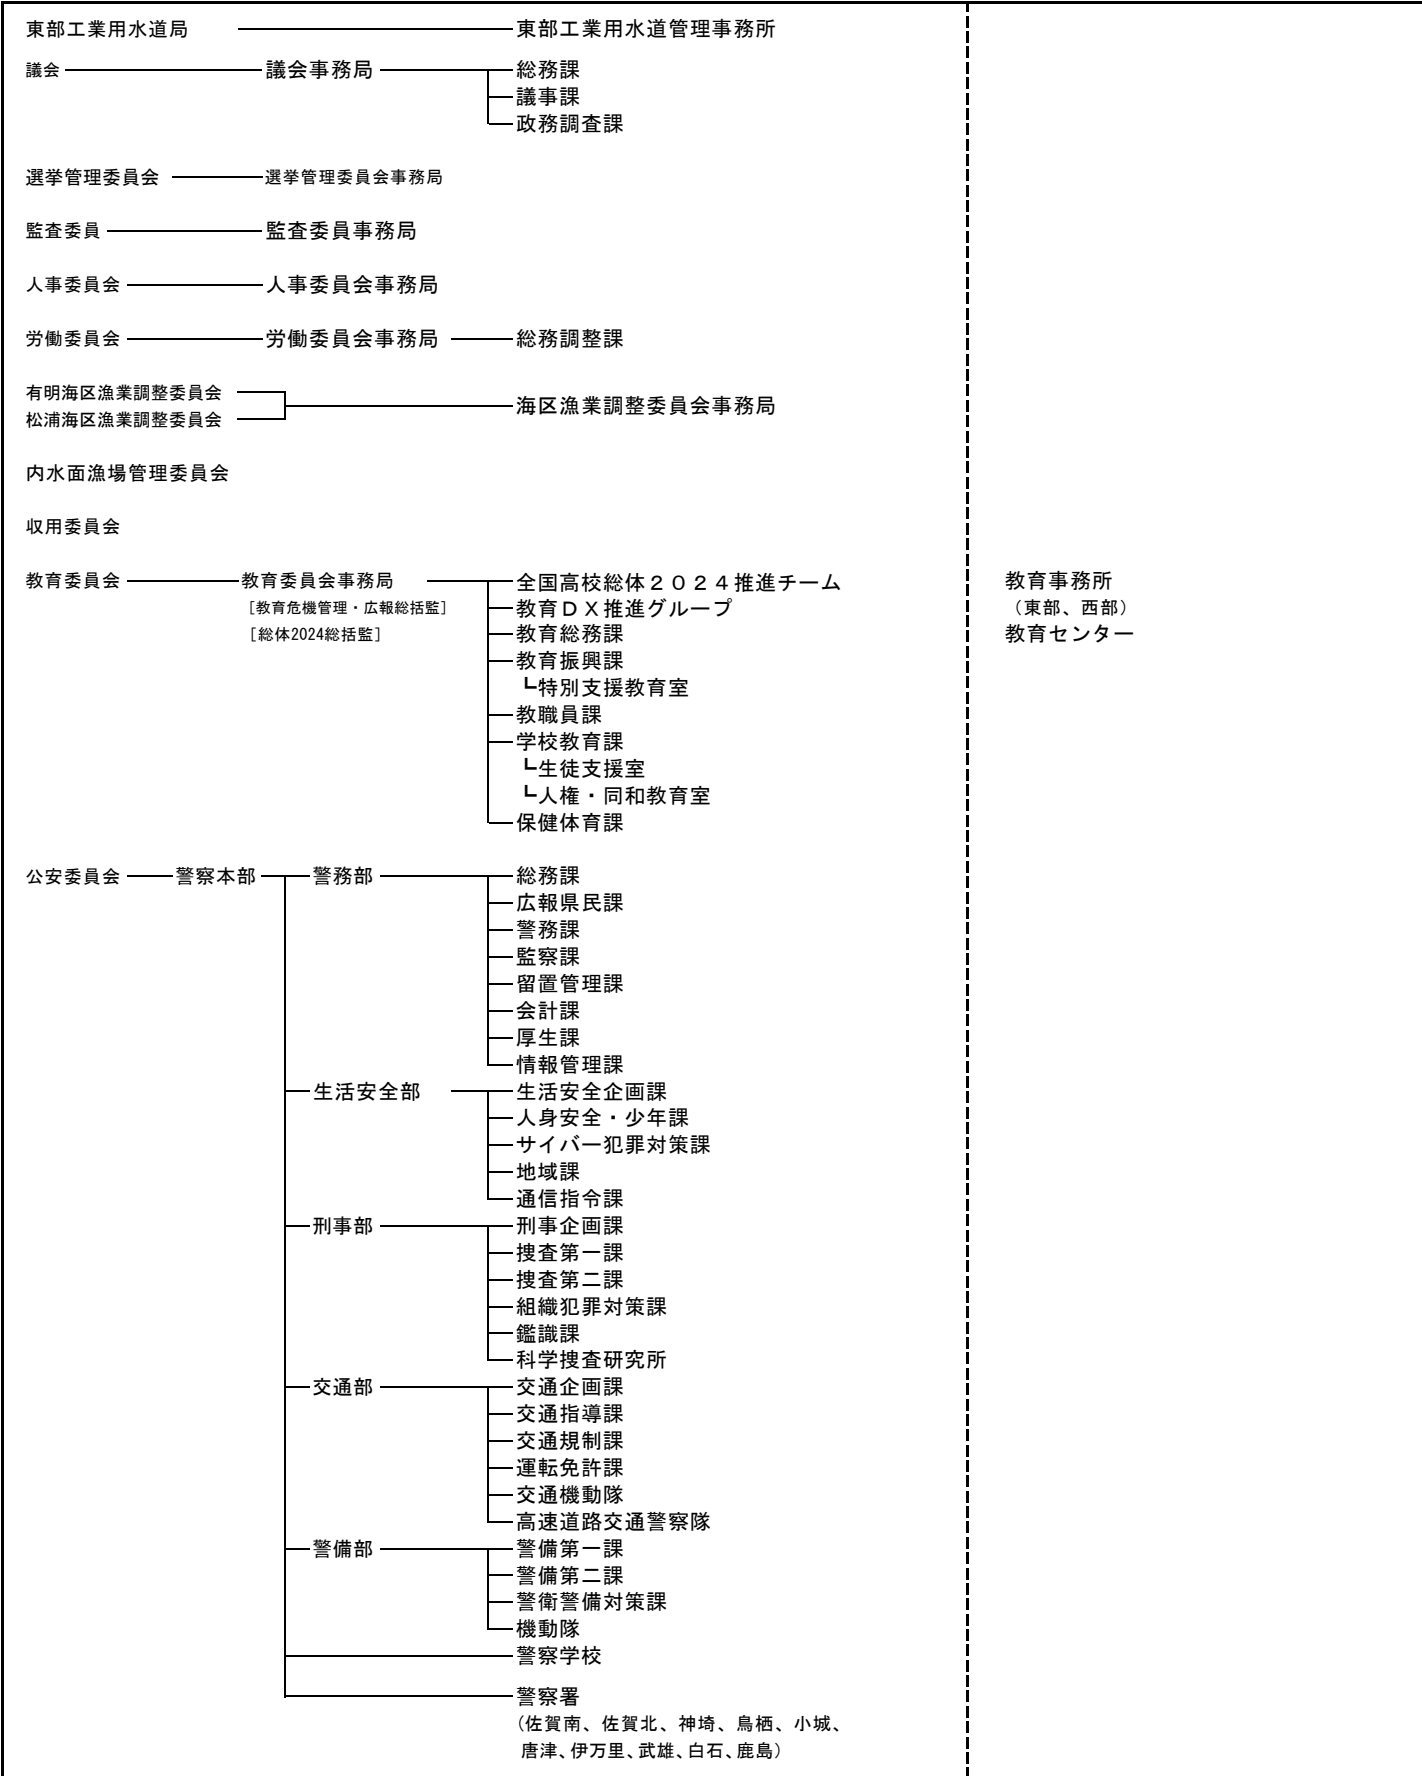 東部工業用水道局 東部工業用水道管理事務所
議会 議会事務局 総務課
議事課
政務調査課
選挙管理委員会 選挙管理委員会事務局
監査委員 監査委員事務局
人事委員会 人事委員会事務局
労働委員会 労働委員会事務局 総務調整課
有明海区漁業調整委員会
海区漁業調整委員会事務局
松浦海区漁業調整委員会
内水面漁場管理委員会
収用委員会
教育委員会 教育委員会事務局 全国高校総体2024推進チーム 教育事務所
[教育危機管理・広報総括監] 教育DX推進グループ (東部、西部)
[総体2024総括監] 教育総務課 教育センター
教育振興課
┗特別支援教育室
教職員課
学校教育課
┗生徒支援室
┗人権・同和教育室
保健体育課
公安委員会 警察本部 警務部 総務課
広報県民課
警務課
監察課
留置管理課
会計課
厚生課
情報管理課
生活安全部 生活安全企画課
人身安全・少年課
サイバー犯罪対策課
地域課
通信指令課
刑事部 刑事企画課
捜査第一課
捜査第二課
組織犯罪対策課
鑑識課
科学捜査研究所
交通部 交通企画課
交通指導課
交通規制課
運転免許課
交通機動隊
高速道路交通警察隊
警備部 警備第一課
警備第二課
警衛警備対策課
機動隊
警察学校
警察署
(佐賀南、佐賀北、神埼、鳥栖、小城、
唐津、伊万里、武雄、白石、鹿島)